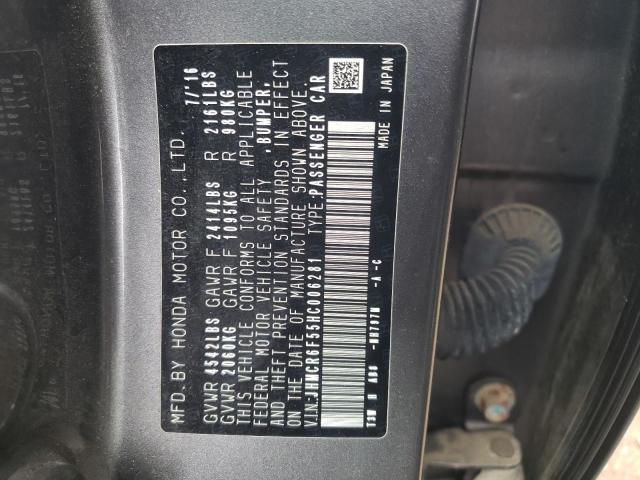 MFD. BY HONDA MOTOR CO., LTD. 7/'16
GVWR 4542LBS GAWR F 2414LBS R 2161LBS
GVWR 2060KG GAWR F 1095KG R 980KG
THIS VEHICLE CONFORMS TO ALL APPLICABLE
FEDERAL MOTOR VEHICLE SAFETY ,BUMPER,
AND THEFT PREVENTION STANDARDS IN EFFECT
ON THE DATE OF MANUFACTURE SHOWN ABOVE.
VIN:JHMCR6F55HC006281 TYPE:PASSENGER CAR
-A -C
MADE IN JAPAN